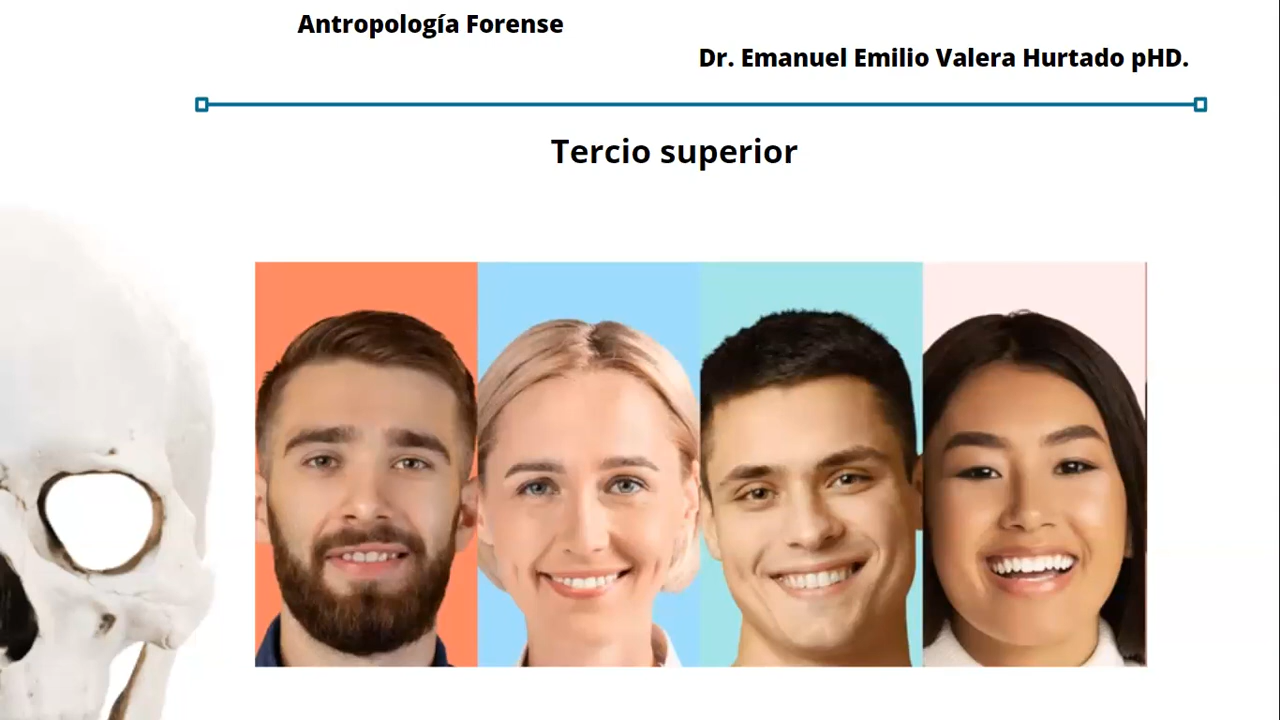 Antropología Forense
Dr. Emanuel Emilio Valera Hurtado pHD.
Tercio superior